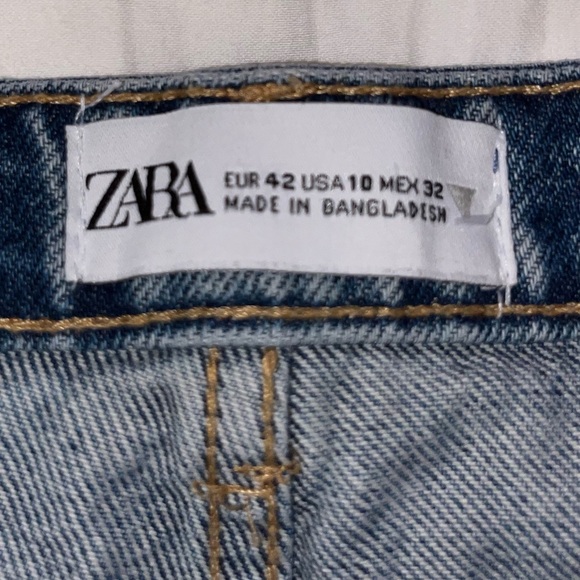 ZARA
EUR 42 USA 10 MEX 32
MADE IN BANGLADESH